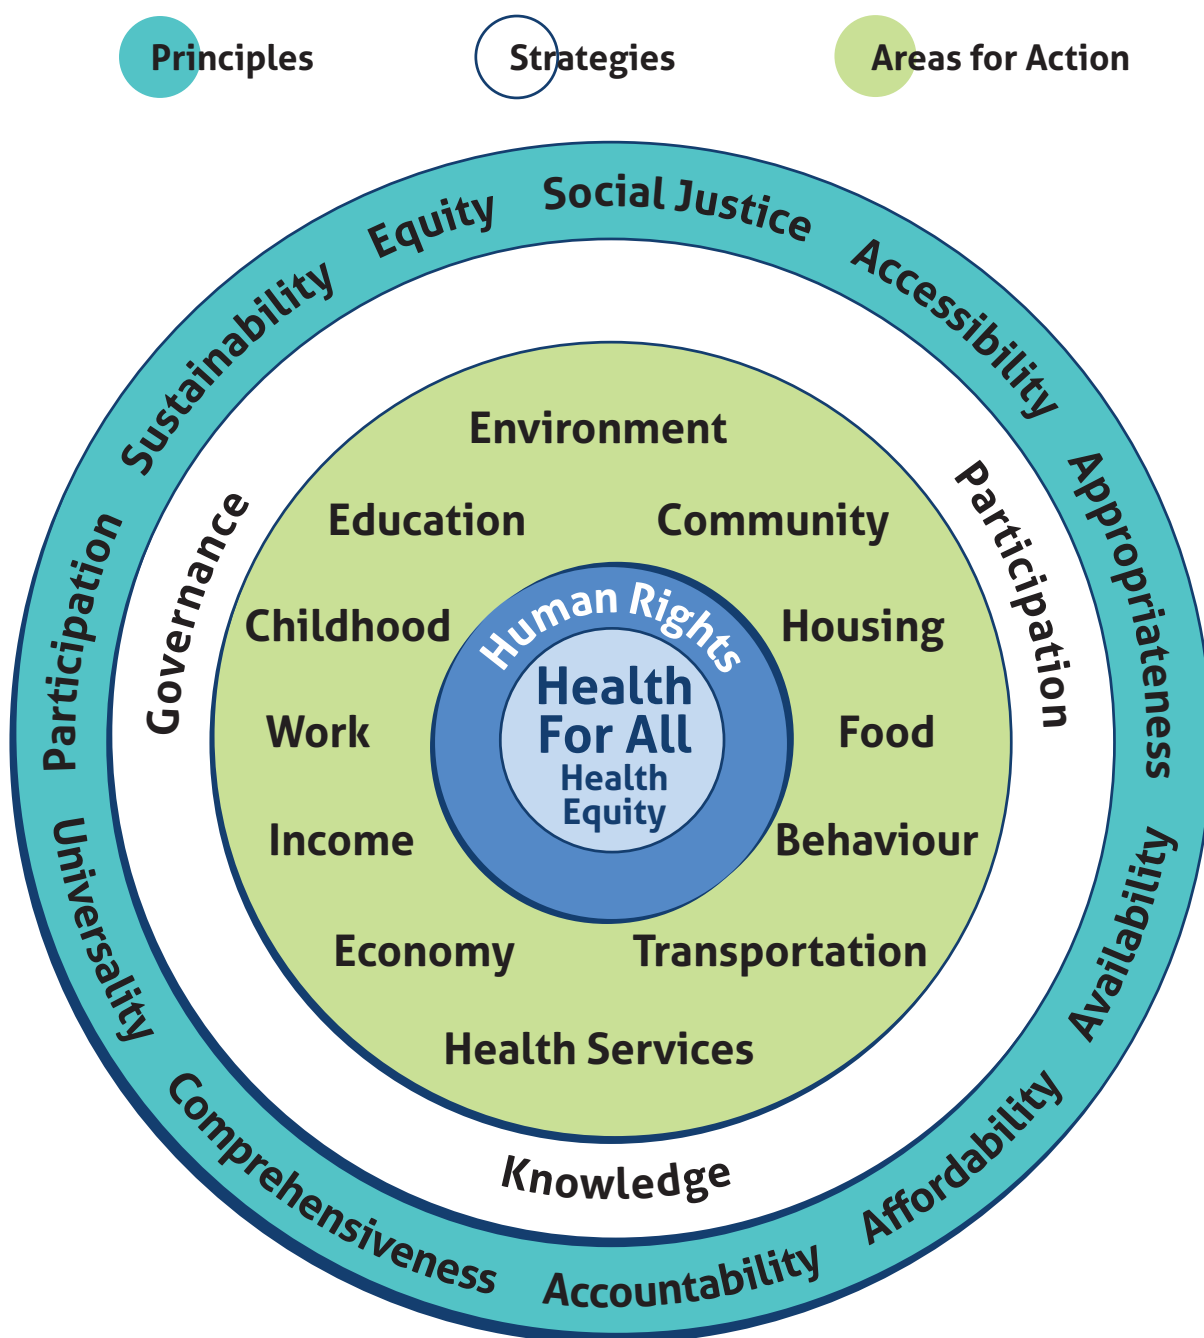 Principles
Strategies
Areas for Action
Social Justice
Accessibility
Appropriateness
Availability
Affordability
Accountability
Comprehensiveness
Universality
Participation
Sustainability
Equity
Governance
Participation
Knowledge
Environment
Education
Community
Childhood
Housing
Work
Food
Income
Behaviour
Economy
Transportation
Health Services
Human Rights
Health
For All
Health
Equity